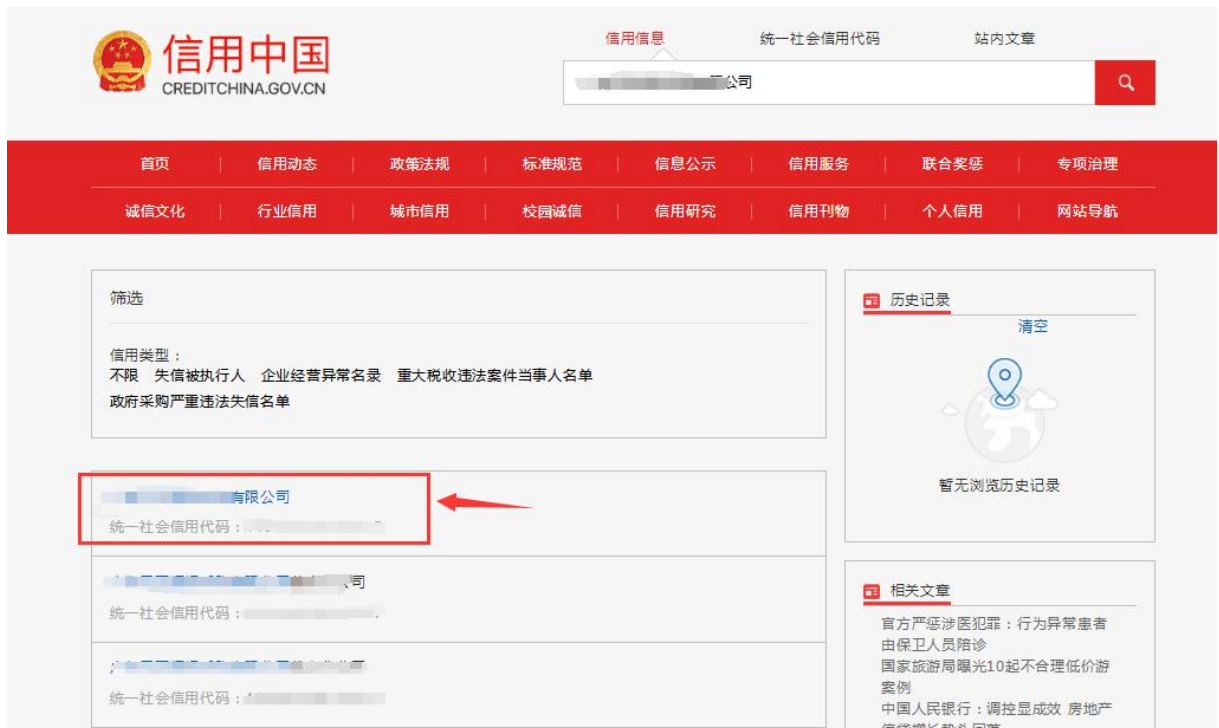 信用信息 统一社会信用代码 站内文章
信用中国
CREDITCHINA.GOV.CN
公司
首页 信用动态 政策法规 标准规范 信息公示 信用服务 联合奖惩 专项治理
诚信文化 行业信用 城市信用 校园诚信 信用研究 信用刊物 个人信用 网站导航
筛选
信用类型：
不限 失信被执行人 企业经营异常名录 重大税收违法案件当事人名单
政府采购严重违法失信名单
有限公司
统一社会信用代码：
司
统一社会信用代码：
统一社会信用代码：
历史记录
清空
暂无浏览历史记录
相关文章
官方严惩涉医犯罪：行为异常患者
由保卫人员陪诊
国家旅游局曝光10起不合理低价游
案例
中国人民银行：调控显成效 房地产